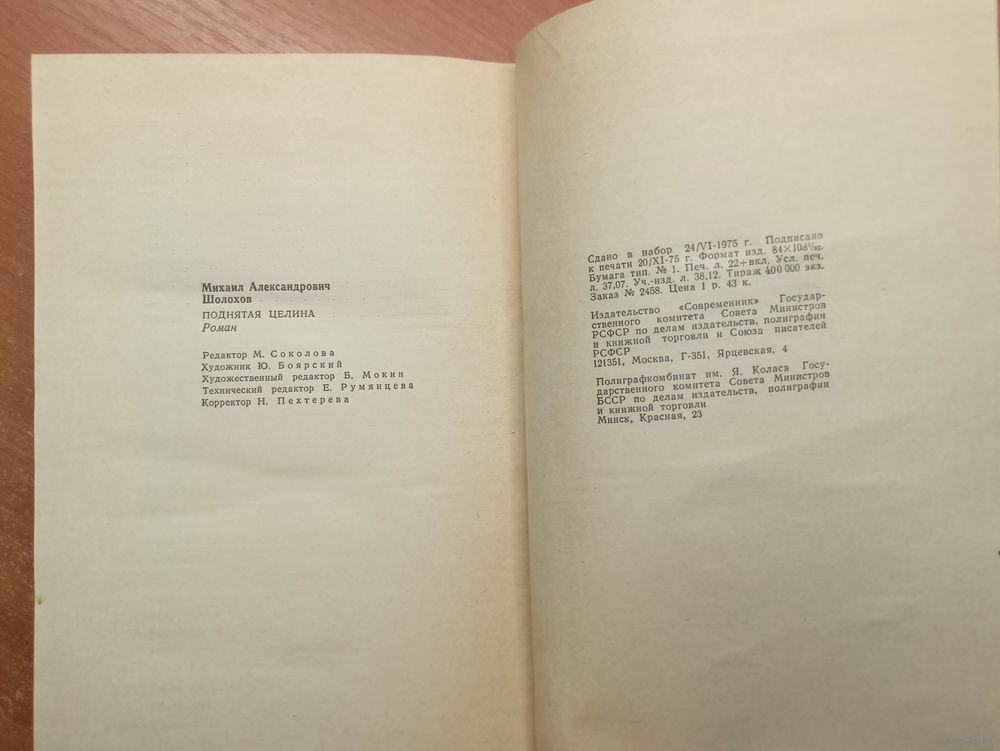 Михаил Александрович
Шолохов
ПОДНЯТАЯ ЦЕЛИНА
Роман
Редактор М. Соколова
Художник Ю. Боярский
Художественный редактор Б. Мокин
Технический редактор Е. Румянцева
Корректор Н. Пехтерева
Сдано в набор 24/VI-1975 г. Подписано
к печати 20/XI-75 г. Формат изд. 84×108¹/₃₂.
Бумага тип. № 1. Печ. л. 22+вкл. Усл. печ.
л. 37,07. Уч.-изд. л. 38,12. Тираж 400 000 экз.
Заказ № 2458. Цена 1 р. 43 к.
Издательство «Современник» Государ-
ственного комитета Совета Министров
РСФСР по делам издательств, полиграфии
и книжной торговли и Союза писателей
РСФСР
121351, Москва, Г-351, Ярцевская, 4
Полиграфкомбинат им. Я. Коласа Госу-
дарственного комитета Совета Министров
БССР по делам издательств, полиграфии
и книжной торговли
Минск, Красная, 23